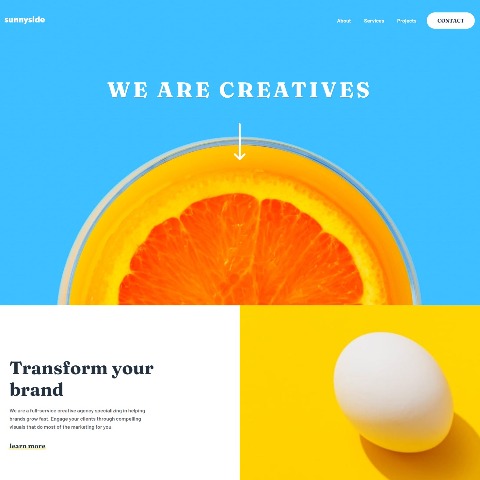 sunnyside
About Services Projects CONTACT
WE ARE CREATIVES
Transform your
brand
We are a full-service creative agency specializing in helping
brands grow fast. Engage your clients through compelling
visuals that do most of the marketing for you
learn more